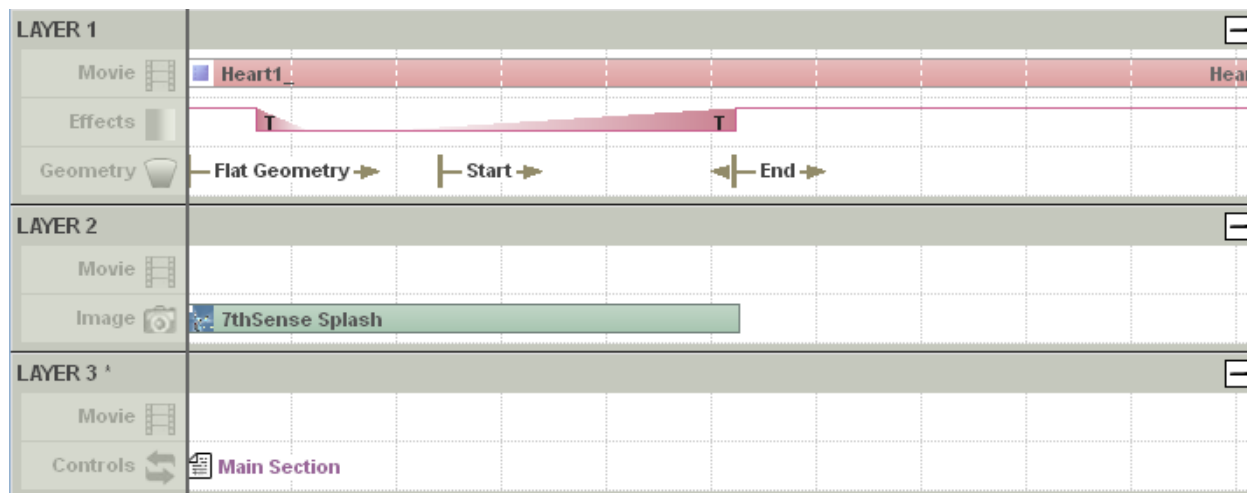 LAYER 1
Movie Heart1_ Hear
Effects T T
Geometry Flat Geometry Start End
LAYER 2
Movie
Image 7thSense Splash
LAYER 3 *
Movie
Controls Main Section